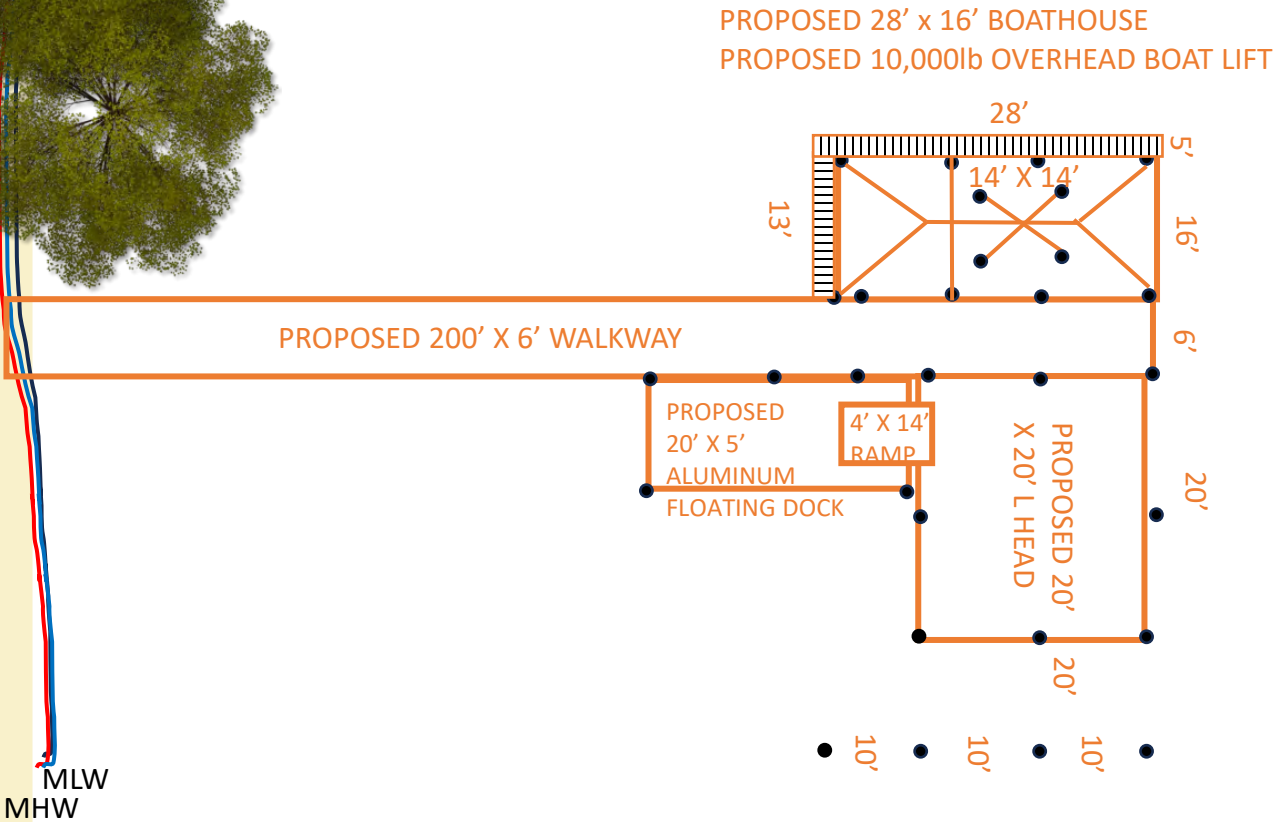 PROPOSED 28’ x 16’ BOATHOUSE
PROPOSED 10,000lb OVERHEAD BOAT LIFT
28’
5’
14’ X 14’
13’
16’
PROPOSED 200’ X 6’ WALKWAY
6’
PROPOSED
20’ X 5’
ALUMINUM
FLOATING DOCK
4’ X 14’
RAMP
PROPOSED 20’
X 20’ L HEAD
20’
20’
10’
10’
10’
MLW
MHW